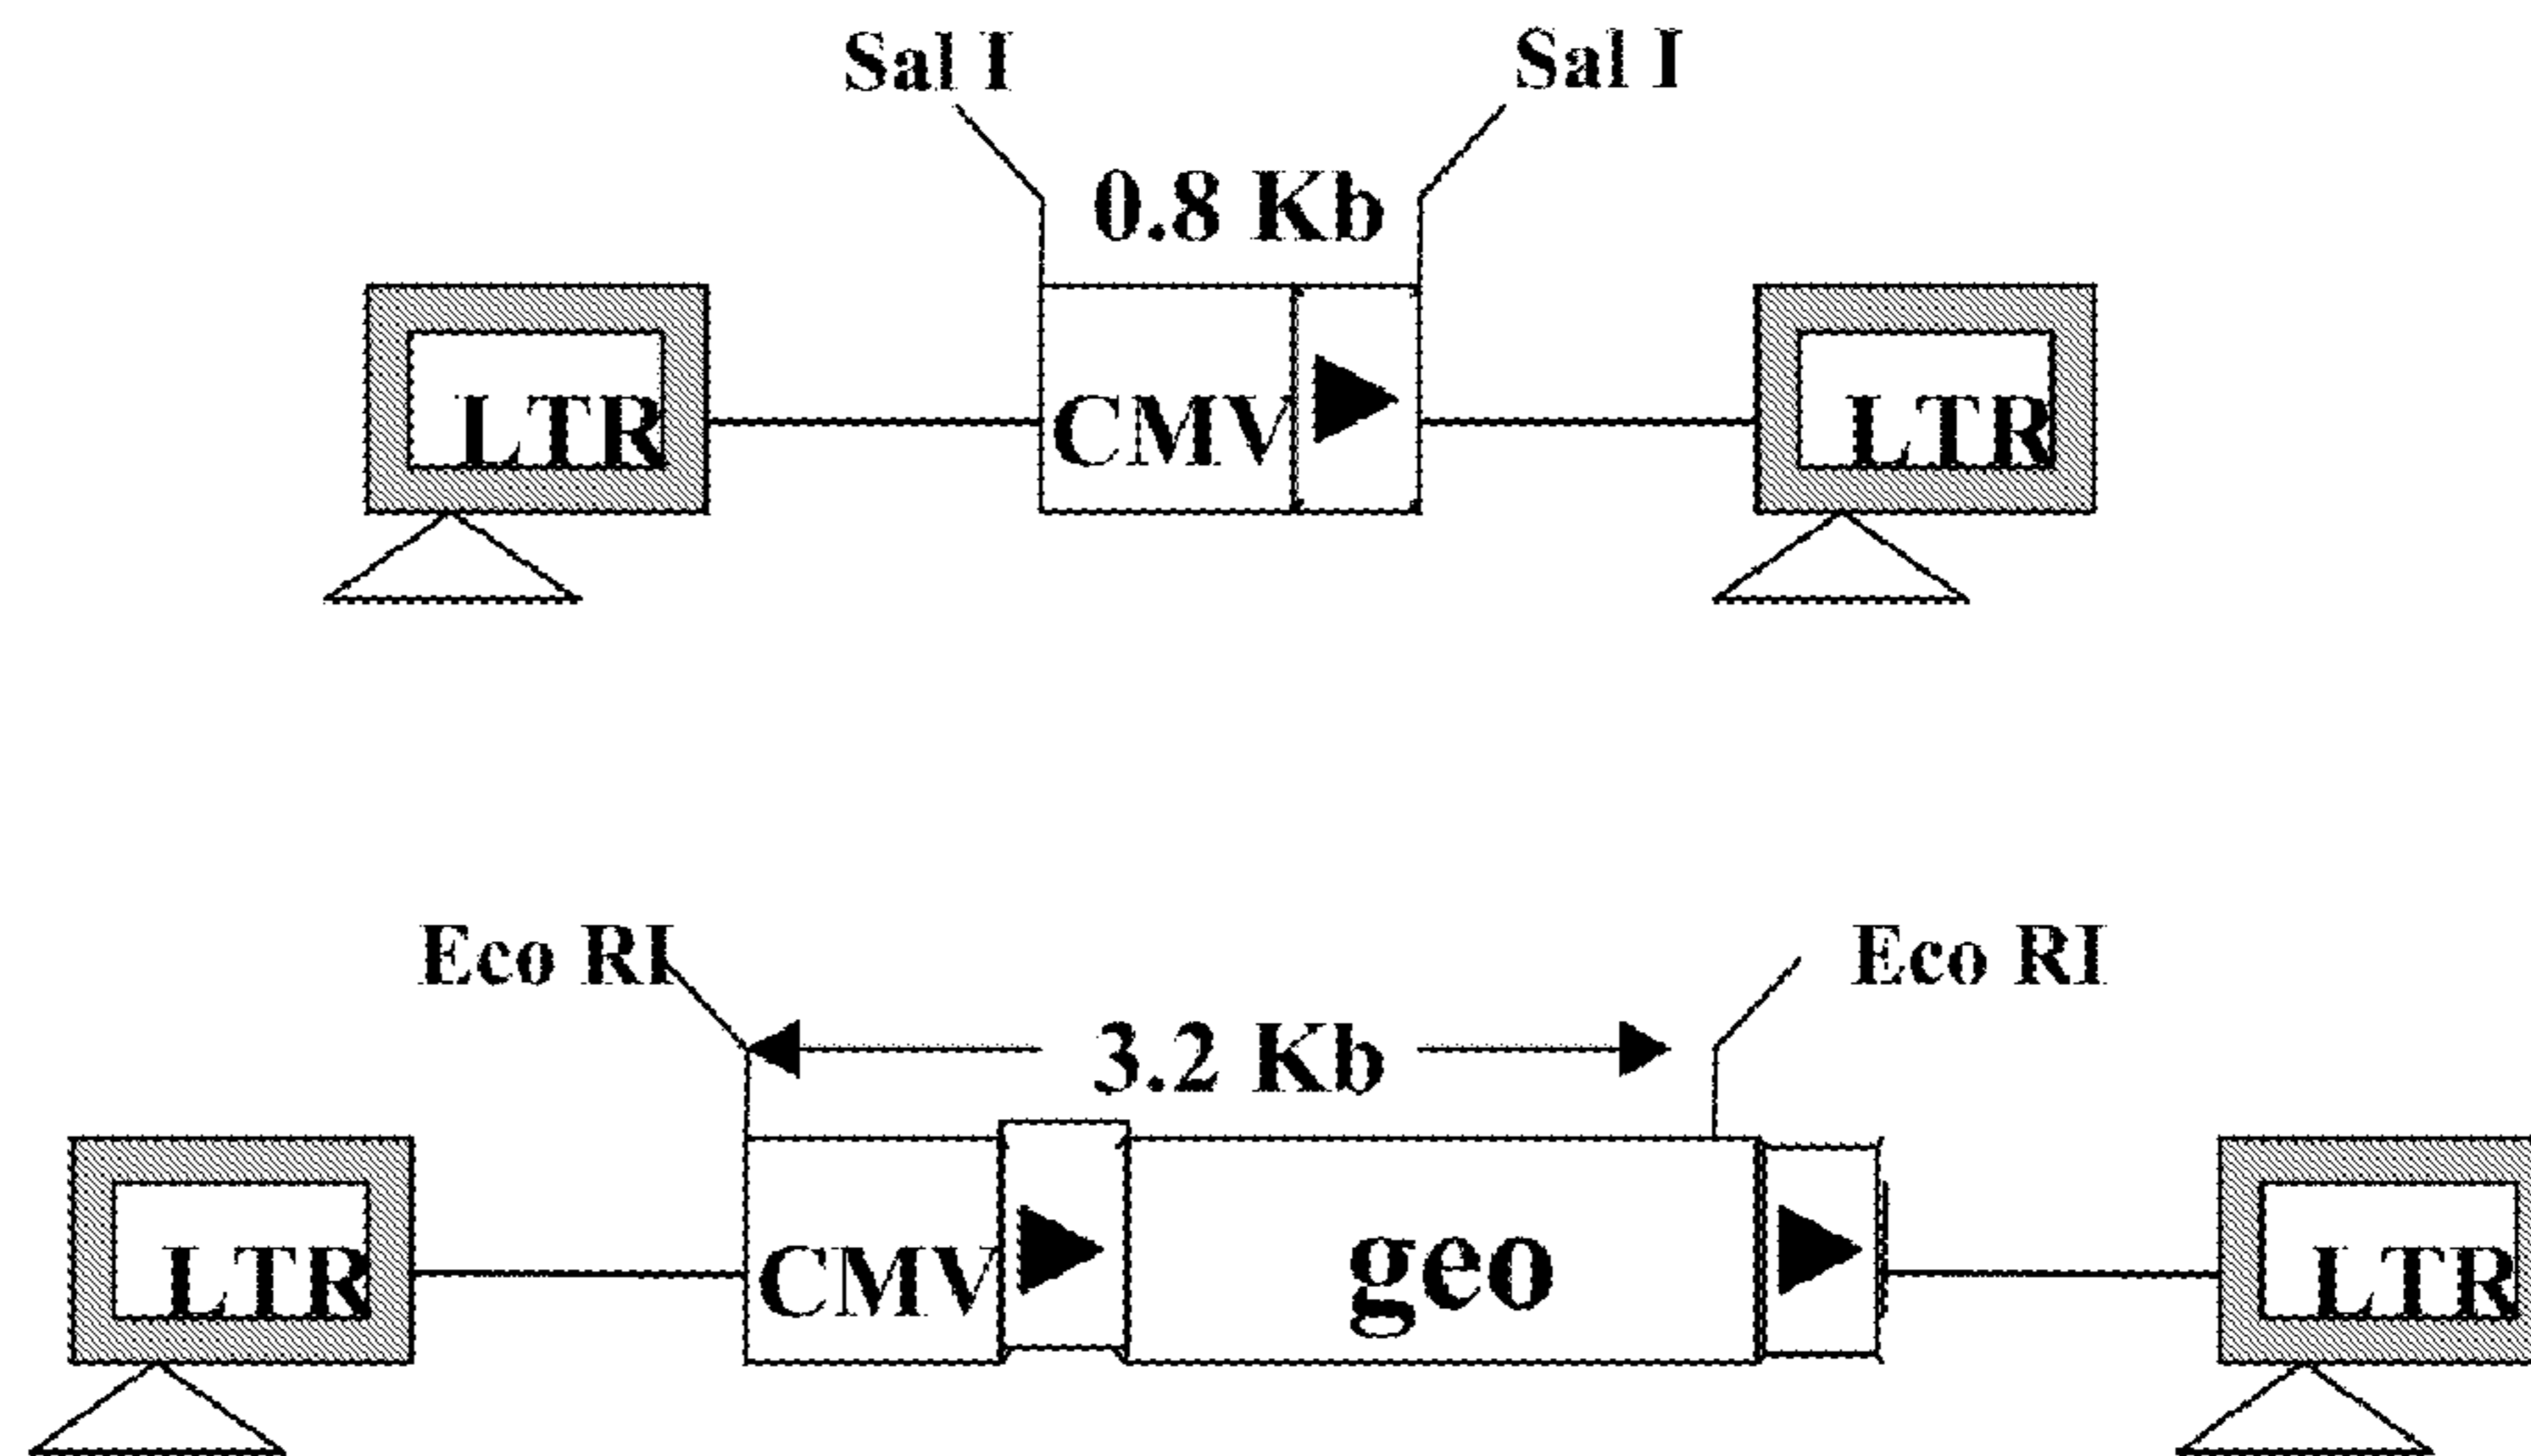 Sal I Sal I
0.8 Kb
LTR CMV LTR
Eco RI Eco RI
3.2 Kb
LTR CMV geo LTR